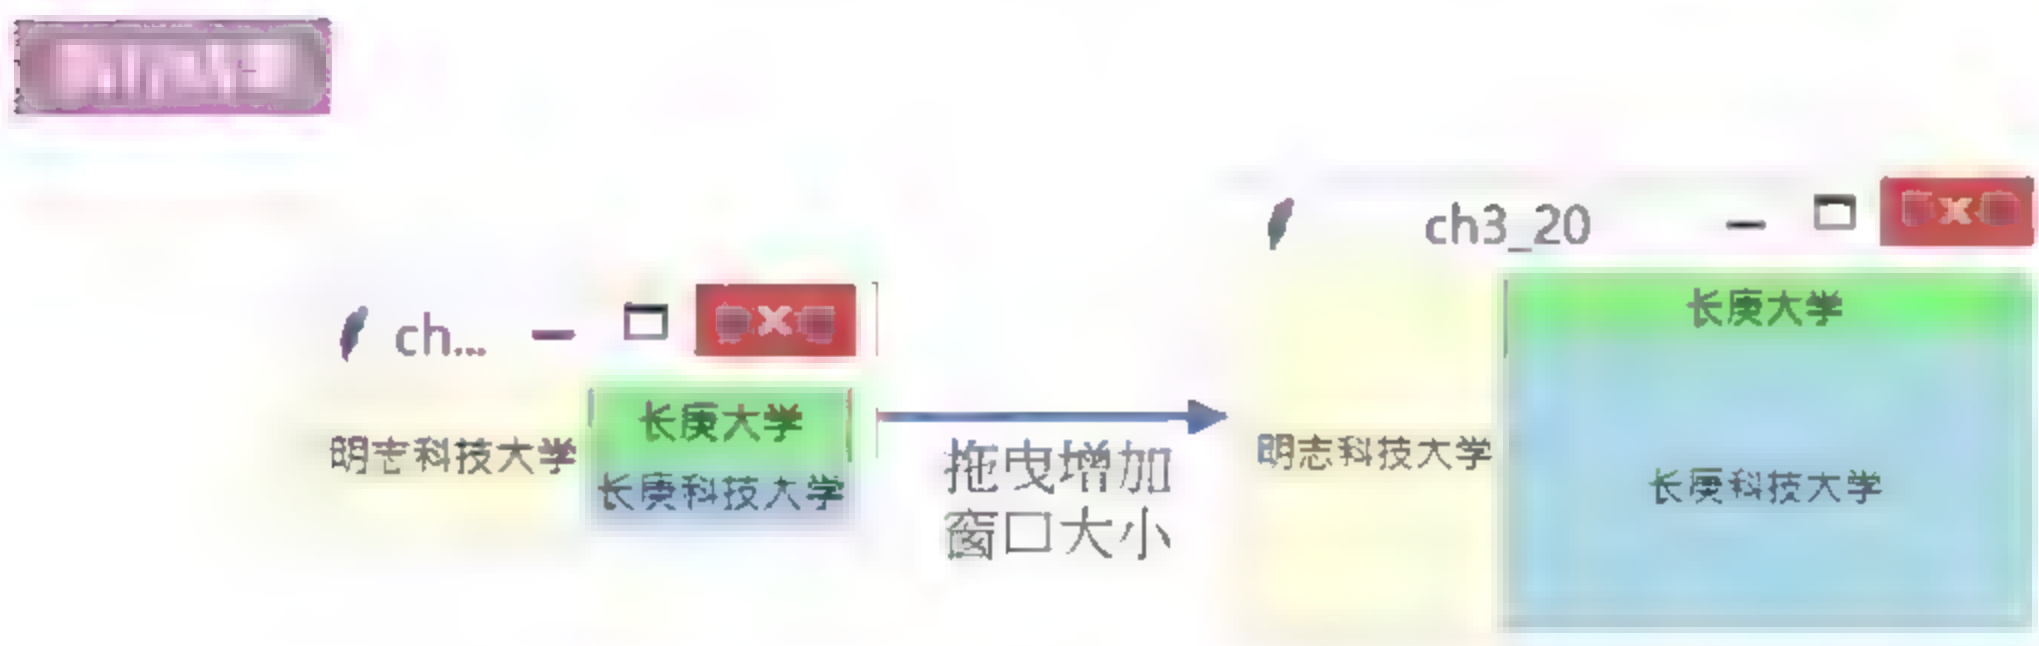 ch...
明志科技大学
长庚大学
长庚科技大学
拖曳增加
窗口大小
ch3_20
长庚大学
明志科技大学
长庚科技大学